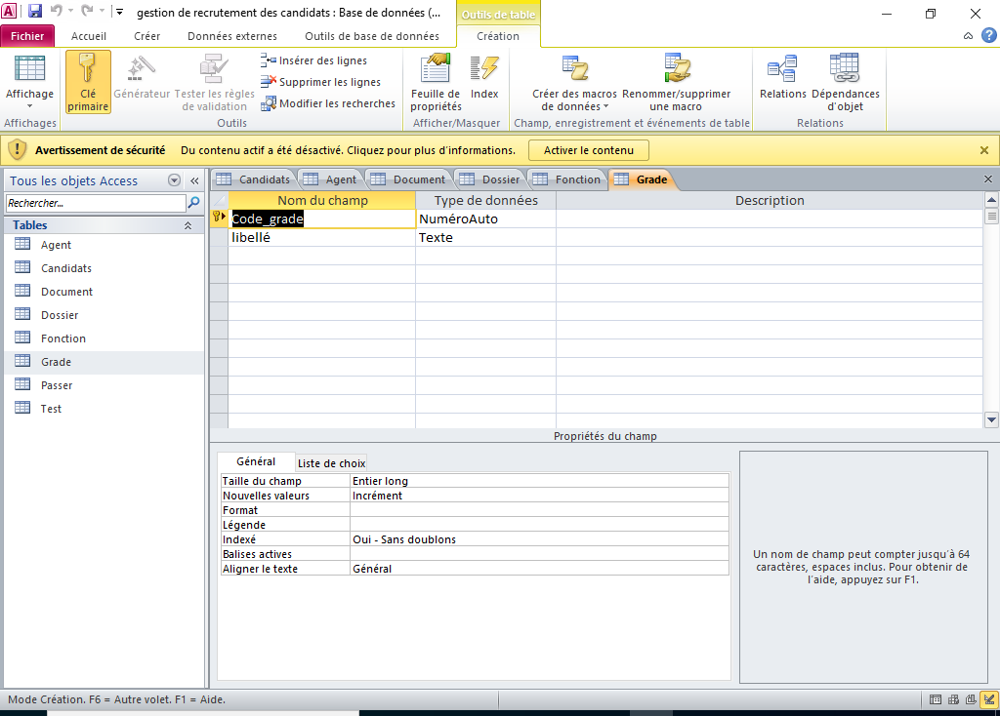 gestion de recrutement des candidats : Base de données (...
Outils de table
Fichier
Accueil
Créer
Données externes
Outils de base de données
Création
Affichage
Clé
primaire
Générateur
Tester les règles
de validation
Insérer des lignes
Supprimer les lignes
Modifier les recherches
Feuille de
propriétés
Index
Créer des macros
de données
Renommer/supprimer
une macro
Relations
Dépendances
d'objet
Affichages
Outils
Afficher/Masquer
Champ, enregistrement et événements de table
Relations
Avertissement de sécurité
Du contenu actif a été désactivé. Cliquez pour plus d'informations.
Activer le contenu
Tous les objets Access
Rechercher...
Tables
Agent
Candidats
Document
Dossier
Fonction
Grade
Passer
Test
Candidats
Agent
Document
Dossier
Fonction
Grade
Nom du champ
Type de données
Description
Code_grade
NuméroAuto
libellé
Texte
Propriétés du champ
Général
Liste de choix
Taille du champ
Entier long
Nouvelles valeurs
Incrément
Format
Légende
Indexé
Oui - Sans doublons
Balises actives
Aligner le texte
Général
Un nom de champ peut compter jusqu'à 64
caractères, espaces inclus. Pour obtenir de
l'aide, appuyez sur F1.
Mode Création. F6 = Autre volet. F1 = Aide.